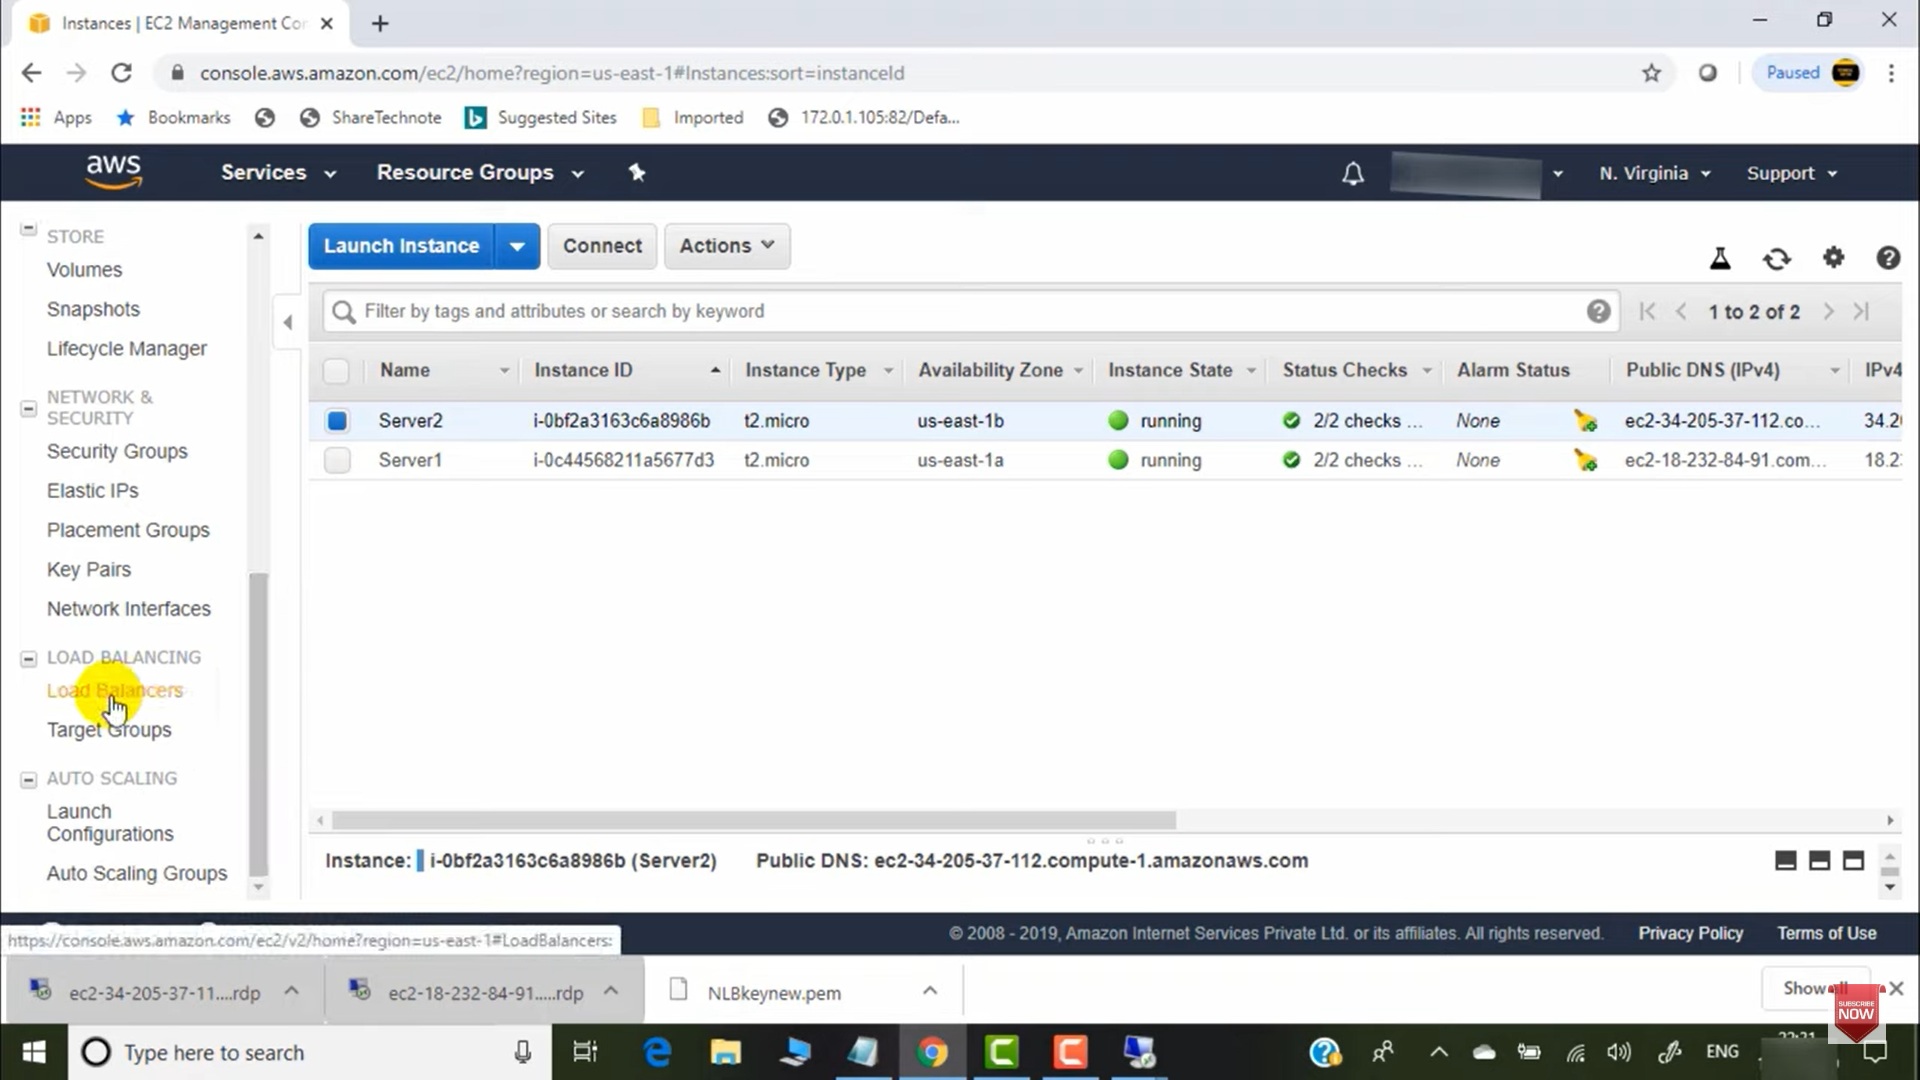 Instances | EC2 Management Cor
console.aws.amazon.com/ec2/home?region=us-east-1#Instances:sort=instanceId
Paused
Apps
Bookmarks
ShareTechnote
Suggested Sites
Imported
172.0.1.105:82/Defa...
aws
Services
Resource Groups
N. Virginia
Support
STORE
Volumes
Snapshots
Lifecycle Manager
NETWORK &
SECURITY
Security Groups
Elastic IPs
Placement Groups
Key Pairs
Network Interfaces
LOAD BALANCING
Load Balancers
Target Groups
AUTO SCALING
Launch
Configurations
Auto Scaling Groups
Launch Instance
Connect
Actions
Filter by tags and attributes or search by keyword
1 to 2 of 2
Name Instance ID Instance Type Availability Zone Instance State Status Checks Alarm Status Public DNS (IPv4) IPv4
Server2 i-0bf2a3163c6a8986b t2.micro us-east-1b running 2/2 checks ... None ec2-34-205-37-112.co... 34.2
Server1 i-0c44568211a5677d3 t2.micro us-east-1a running 2/2 checks ... None ec2-18-232-84-91.com... 18.2
Instance: i-0bf2a3163c6a8986b (Server2) Public DNS: ec2-34-205-37-112.compute-1.amazonaws.com
https://console.aws.amazon.com/ec2/v2/home?region=us-east-1#LoadBalancers:
© 2008 - 2019, Amazon Internet Services Private Ltd. or its affiliates. All rights reserved.
Privacy Policy
Terms of Use
ec2-34-205-37-11....rdp
ec2-18-232-84-91.....rdp
NLBkeynew.pem
Show all
SUBSCRIBE
NOW
Type here to search
ENG